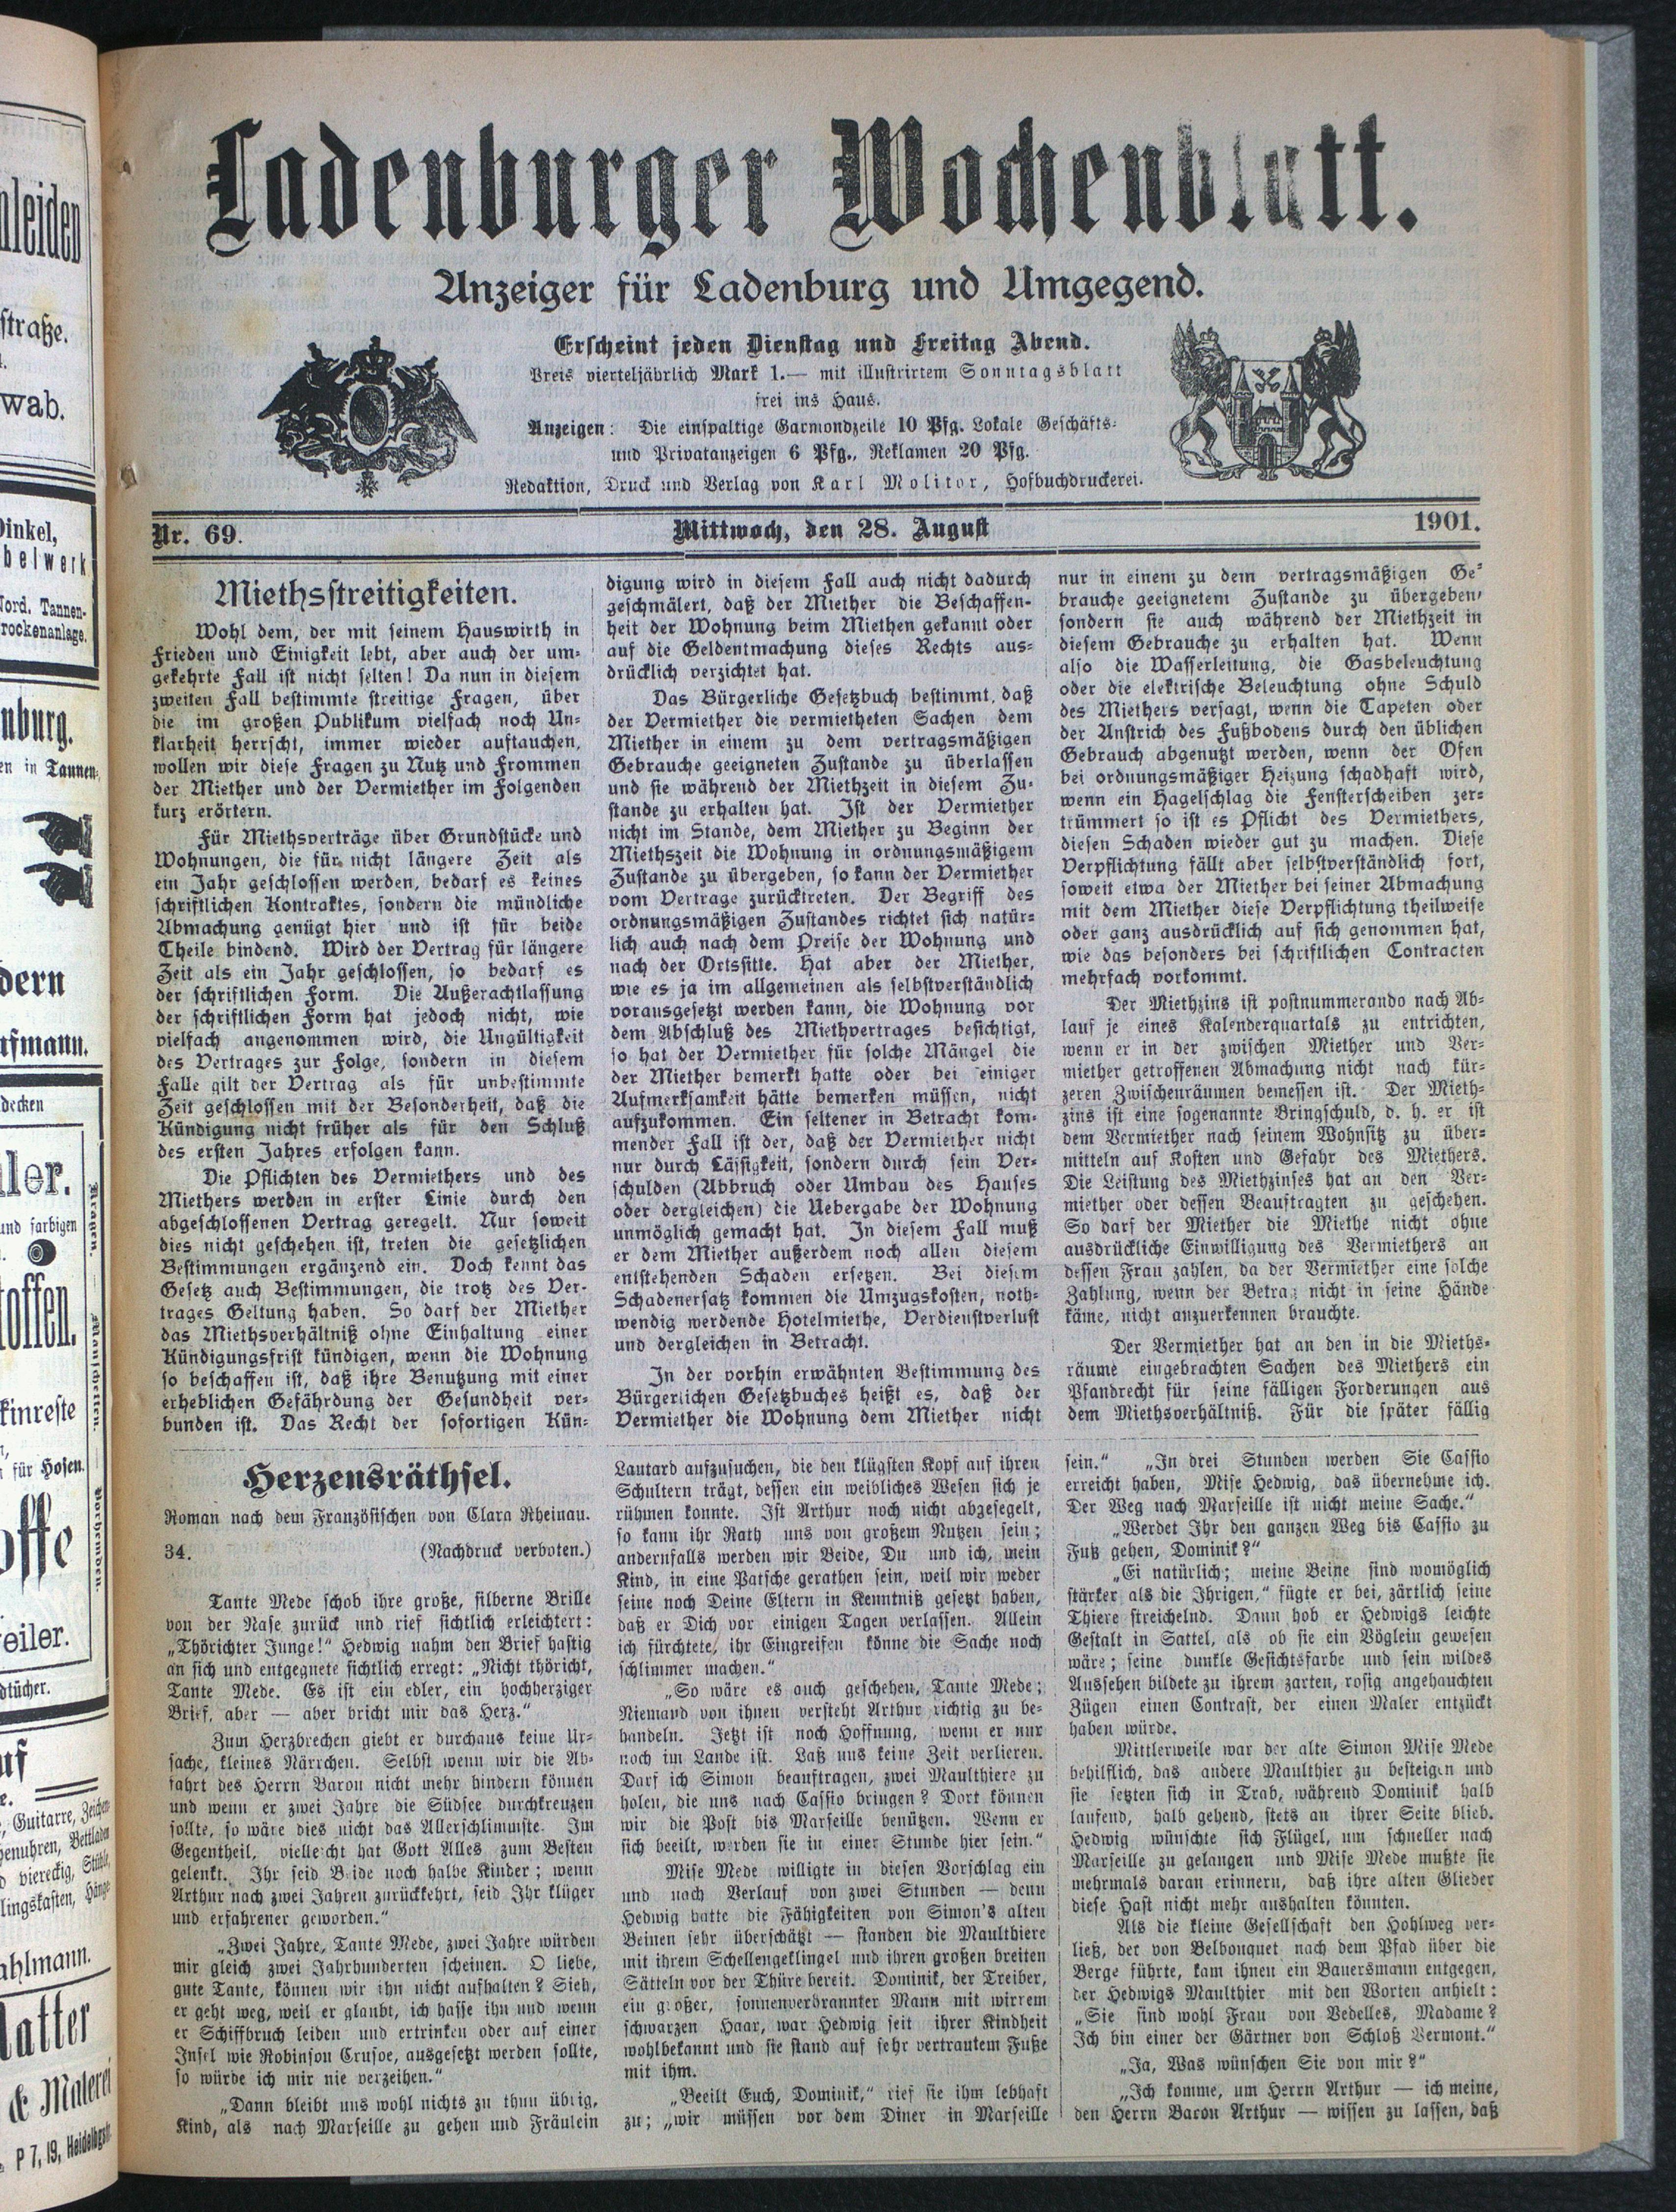 Ladenburger Wochenblatt.
Anzeiger für Ladenburg und Umgegend.
Erscheint jeden Dienstag und Freitag Abend.
Preis vierteljährlich Mark 1.— mit illustrirtem Sonntagsblatt
frei ins Haus.
Anzeigen: Die einspaltige Garmondzeile 10 Pfg. Lokale Geschäfts-
und Privatanzeigen 6 Pfg., Reklamen 20 Pfg.
Redaktion, Druck und Verlag von Karl Molitor, Hofbuchdruckerei.
Nr. 69.
Mittwoch, den 28. August
1901.
Miethsstreitigkeiten.
Wohl dem, der mit seinem Hauswirth in
Frieden und Einigkeit lebt, aber auch der um-
gekehrte Fall ist nicht selten! Da nun in diesem
zweiten Fall bestimmte streitige Fragen, über
die im großen Publikum vielfach noch Un-
klarheit herrscht, immer wieder auftauchen,
wollen wir diese Fragen zu Nutz und Frommen
der Miether und der Vermiether im Folgenden
kurz erörtern.
Für Miethsverträge über Grundstücke und
Wohnungen, die für nicht längere Zeit als
ein Jahr geschlossen werden, bedarf es keines
schriftlichen Kontraktes, sondern die mündliche
Abmachung genügt hier und ist für beide
Theile bindend. Wird der Vertrag für längere
Zeit als ein Jahr geschlossen, so bedarf es
der schriftlichen Form. Die Außerachtlassung
der schriftlichen Form hat jedoch nicht, wie
vielfach angenommen wird, die Ungültigkeit
des Vertrages zur Folge, sondern in diesem
Falle gilt der Vertrag als für unbestimmte
Zeit geschlossen mit der Besonderheit, daß die
Kündigung nicht früher als für den Schluß
des ersten Jahres erfolgen kann.
Die Pflichten des Vermiethers und des
Miethers werden in erster Linie durch den
abgeschlossenen Vertrag geregelt. Nur soweit
dies nicht geschehen ist, treten die gesetzlichen
Bestimmungen ergänzend ein. Doch kennt das
Gesetz auch Bestimmungen, die trotz des Ver-
trages Geltung haben. So darf der Miether
das Miethsverhältniß ohne Einhaltung einer
Kündigungsfrist kündigen, wenn die Wohnung
so beschaffen ist, daß ihre Benutzung mit einer
erheblichen Gefährdung der Gesundheit ver-
bunden ist. Das Recht der sofortigen Kün-
digung wird in diesem Fall auch nicht dadurch
geschmälert, daß der Miether die Beschaffen-
heit der Wohnung beim Miethen gekannt oder
auf die Geldentmachung dieses Rechts aus-
drücklich verzichtet hat.
Das Bürgerliche Gesetzbuch bestimmt, daß
der Vermiether die vermietheten Sachen dem
Miether in einem zu dem vertragsmäßigen
Gebrauche geeigneten Zustande zu überlassen
und sie während der Miethzeit in diesem Zu-
stande zu erhalten hat. Ist der Vermiether
nicht im Stande, dem Miether zu Beginn der
Miethszeit die Wohnung in ordnungsmäßigem
Zustande zu übergeben, so kann der Vermiether
vom Vertrage zurücktreten. Der Begriff des
ordnungsmäßigen Zustandes richtet sich natür-
lich auch nach dem Preise der Wohnung und
nach der Ortssitte. Hat aber der Miether,
wie es ja im allgemeinen als selbstverständlich
vorausgesetzt werden kann, die Wohnung vor
dem Abschluß des Miethvertrages besichtigt,
so hat der Vermiether für solche Mängel die
der Miether bemerkt hatte oder bei einiger
Aufmerksamkeit hätte bemerken müssen, nicht
aufzukommen. Ein seltener in Betracht kom-
mender Fall ist der, daß der Vermiether nicht
nur durch Lässigkeit, sondern durch sein Ver-
schulden (Abbruch oder Umbau des Hauses
oder dergleichen) die Uebergabe der Wohnung
unmöglich gemacht hat. In diesem Fall muß
er dem Miether außerdem noch allen diesem
entstehenden Schaden ersetzen. Bei diesem
Schadenersatz kommen die Umzugskosten, noth-
wendig werdende Hotelmiethe, Verdienstverlust
und dergleichen in Betracht.
In der vorhin erwähnten Bestimmung des
Bürgerlichen Gesetzbuches heißt es, daß der
Vermiether die Wohnung dem Miether nicht
nur in einem zu dem vertragsmäßigen Ge-
brauche geeignetem Zustande zu übergeben,
sondern sie auch während der Miethzeit in
diesem Gebrauche zu erhalten hat. Wenn
also die Wasserleitung, die Gasbeleuchtung
oder die elektrische Beleuchtung ohne Schuld
des Miethers versagt, wenn die Tapeten oder
der Anstrich des Fußbodens durch den üblichen
Gebrauch abgenutzt werden, wenn der Ofen
bei ordnungsmäßiger Heizung schadhaft wird,
wenn ein Hagelschlag die Fensterscheiben zer-
trümmert so ist es Pflicht des Vermiethers,
diesen Schaden wieder gut zu machen. Diese
Verpflichtung fällt aber selbstverständlich fort,
soweit etwa der Miether bei seiner Abmachung
mit dem Miether diese Verpflichtung theilweise
oder ganz ausdrücklich auf sich genommen hat,
wie das besonders bei schriftlichen Contracten
mehrfach vorkommt.
Der Miethzins ist postnummerando nach Ab-
lauf je eines Kalenderquartals zu entrichten,
wenn er in der zwischen Miether und Ver-
miether getroffenen Abmachung nicht nach kür-
zeren Zwischenräumen bemessen ist. Der Mieth-
zins ist eine sogenannte Bringschuld, d. h. er ist
dem Vermiether nach seinem Wohnsitz zu über-
mitteln auf Kosten und Gefahr des Miethers.
Die Leistung des Miethzinses hat an den Ver-
miether oder dessen Beauftragten zu geschehen.
So darf der Miether die Miethe nicht ohne
ausdrückliche Einwilligung des Vermiethers an
dessen Frau zahlen, da der Vermiether eine solche
Zahlung, wenn der Betrag nicht in seine Hände
käme, nicht anzuerkennen brauchte.
Der Vermiether hat an den in die Mieths-
räume eingebrachten Sachen des Miethers ein
Pfandrecht für seine fälligen Forderungen aus
dem Miethsverhältniß. Für die später fällig
Herzensräthsel.
Roman nach dem Französischen von Clara Rheinau.
34. (Nachdruck verboten.)
Tante Mede schob ihre große, silberne Brille
von der Nase zurück und rief sichtlich erleichtert:
„Thörichter Junge!“ Hedwig nahm den Brief hastig
an sich und entgegnete sichtlich erregt: „Nicht thöricht,
Tante Mede. Es ist ein edler, ein hochherziger
Brief, aber — aber bricht mir das Herz.“
Zum Herzbrechen giebt er durchaus keine Ur-
sache, kleines Närrchen. Selbst wenn wir die Ab-
fahrt des Herrn Baron nicht mehr hindern können
und wenn er zwei Jahre die Südsee durchkreuzen
sollte, so wäre dies nicht das Allerschlimmste. Im
Gegentheil, vielleicht hat Gott Alles zum Besten
gelenkt. Ihr seid Beide noch halbe Kinder; wenn
Arthur nach zwei Jahren zurückkehrt, seid Ihr klüger
und erfahrener geworden.“
„Zwei Jahre, Tante Mede, zwei Jahre würden
mir gleich zwei Jahrhunderten scheinen. O liebe,
gute Tante, können wir ihn nicht aufhalten? Sieh,
er geht weg, weil er glaubt, ich hasse ihn und wenn
er Schiffbruch leiden und ertrinken oder auf einer
Insel wie Robinson Crusoe, ausgesetzt werden sollte,
so würde ich mir nie verzeihen.“
„Dann bleibt uns wohl nichts zu thun übrig,
Kind, als nach Marseille zu gehen und Fräulein
Lautard aufzusuchen, die den klügsten Kopf auf ihren
Schultern trägt, dessen ein weibliches Wesen sich je
rühmen konnte. Ist Arthur noch nicht abgesegelt,
so kann ihr Rath uns von großem Nutzen sein;
andernfalls werden wir Beide, Du und ich, mein
Kind, in eine Patsche gerathen sein, weil wir weder
seine noch Deine Eltern in Kenntniß gesetzt haben,
daß er Dich vor einigen Tagen verlassen. Allein
ich fürchtete, ihr Eingreifen könne die Sache noch
schlimmer machen.“
„So wäre es auch geschehen, Tante Mede;
Niemand von ihnen versteht Arthur richtig zu be-
handeln. Jetzt ist noch Hoffnung, wenn er nur
noch im Lande ist. Laß uns keine Zeit verlieren.
Darf ich Simon beauftragen, zwei Maulthiere zu
holen, die uns nach Cassio bringen? Dort können
wir die Post bis Marseille benützen. Wenn er
sich beeilt, werden sie in einer Stunde hier sein.“
Mise Mede willigte in diesen Vorschlag ein
und nach Verlauf von zwei Stunden — denn
Hedwig hatte die Fähigkeiten von Simon's alten
Beinen sehr überschätzt — standen die Maulthiere
mit ihrem Schellengeklingel und ihren großen breiten
Sätteln vor der Thüre bereit. Dominik, der Treiber,
ein großer, sonnenverbrannter Mann mit wirrem
schwarzen Haar, war Hedwig seit ihrer Kindheit
wohlbekannt und sie stand auf sehr vertrautem Fuße
mit ihm.
„Beeilt Euch, Dominik,“ rief sie ihm lebhaft
zu; „wir müssen vor dem Diner in Marseille
sein.“ „In drei Stunden werden Sie Cassio
erreicht haben, Mise Hedwig, das übernehme ich.
Der Weg nach Marseille ist nicht meine Sache.“
„Werdet Ihr den ganzen Weg bis Cassio zu
Fuß gehen, Dominik?“
„Ei natürlich; meine Beine sind womöglich
stärker als die Ihrigen,“ fügte er bei, zärtlich seine
Thiere streichelnd. Dann hob er Hedwigs leichte
Gestalt in Sattel, als ob sie ein Vöglein gewesen
wäre; seine dunkle Gesichtsfarbe und sein wildes
Aussehen bildete zu ihrem zarten, rosig angehauchten
Zügen einen Contrast, der einen Maler entzückt
haben würde.
Mittlerweile war der alte Simon Mise Mede
behilflich, das andere Maulthier zu besteigen und
sie setzten sich in Trab, während Dominik halb
laufend, halb gehend, stets an ihrer Seite blieb.
Hedwig wünschte sich Flügel, um schneller nach
Marseille zu gelangen und Mise Mede mußte sie
mehrmals daran erinnern, daß ihre alten Glieder
diese Hast nicht mehr aushalten könnten.
Als die kleine Gesellschaft den Hohlweg ver-
ließ, der von Belbouquet nach dem Pfad über die
Berge führte, kam ihnen ein Bauersmann entgegen,
der Hedwigs Maulthier mit den Worten anhielt:
„Sie sind wohl Frau von Vedelles, Madame?
Ich bin einer der Gärtner von Schloß Vermont.“
„Ja, Was wünschen Sie von mir?“
„Ich komme, um Herrn Arthur — ich meine,
den Herrn Baron Arthur — wissen zu lassen, daß
nleiden
straße.
wab.
Dinkel,
belwerk
Nord. Tannen-
rockenanlage.
nburg.
en in Tannen-
dern
ufmann.
decken
ller.
und farbigen
toffen.
kinreste
für Hosen.
Kragen. — Manschetten. — Vorhemden.
offe
eiler.
dtücher.
uf
e.
, Guitarre, Zeichen-
enuhren, Bettladen
viereckig, Stühle,
lingskasten, Hänge-
ahlmann.
latter
& Malerei
P 7, 19, Heidelbgstr.